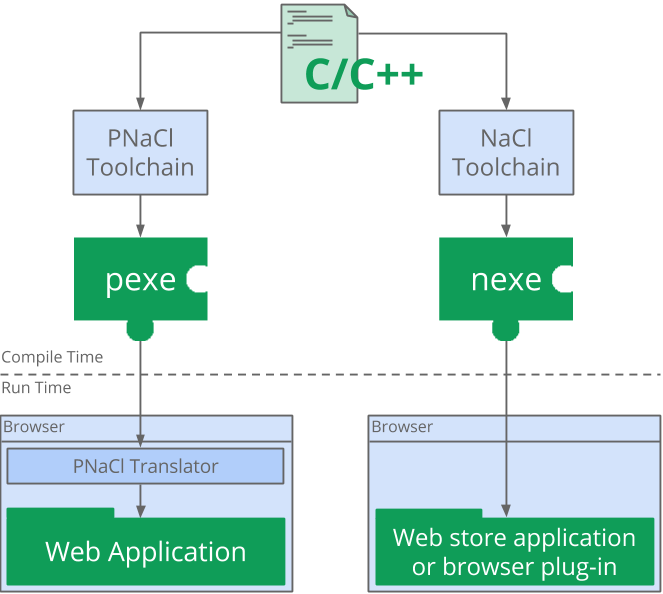 C/C++
PNaCl
Toolchain
NaCl
Toolchain
pexe
nexe
Compile Time
Run Time
Browser
Browser
PNaCl Translator
Web Application
Web store application
or browser plug-in